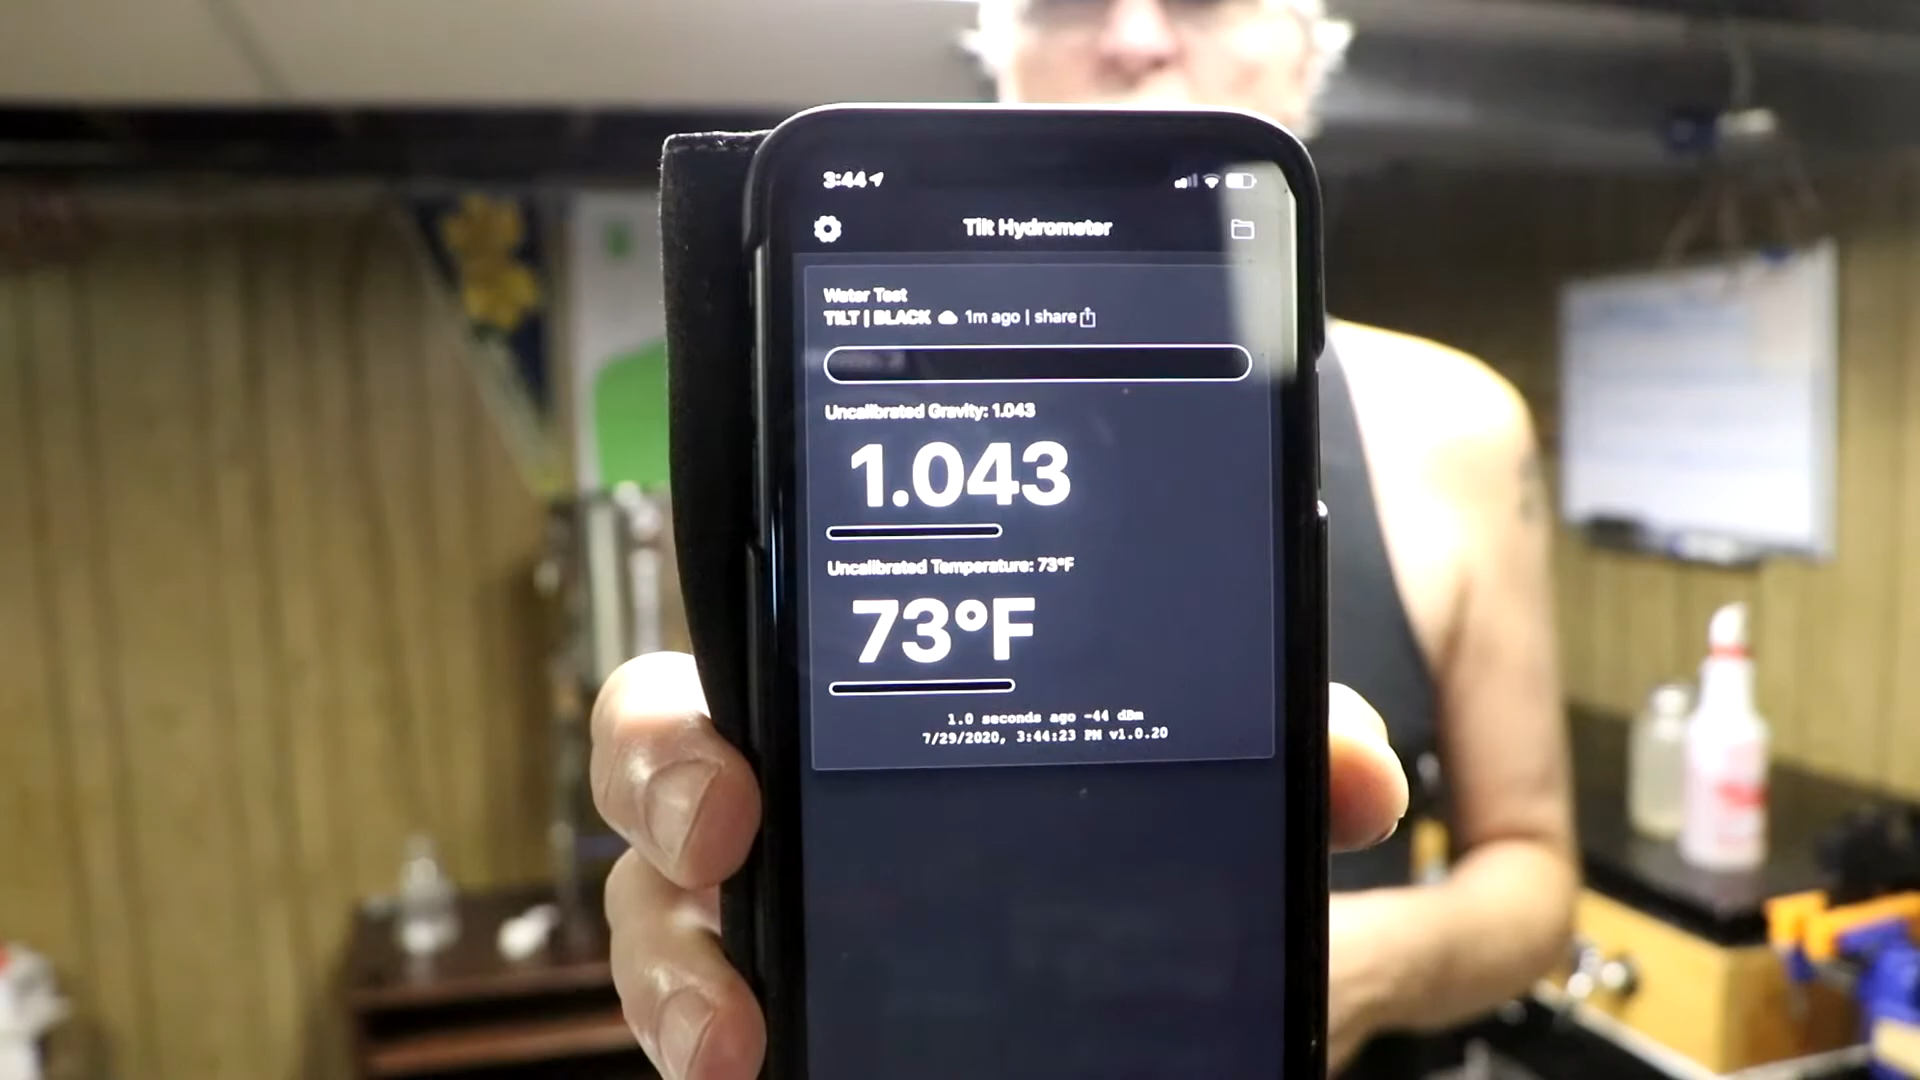 3:44
Tilt Hydrometer
Water Test
TILT | BLACK 1m ago | share
Uncalibrated Gravity: 1.043
1.043
Uncalibrated Temperature: 73°F
73°F
1.0 seconds ago -44 dBm
7/29/2020, 3:44:23 PM v1.0.20